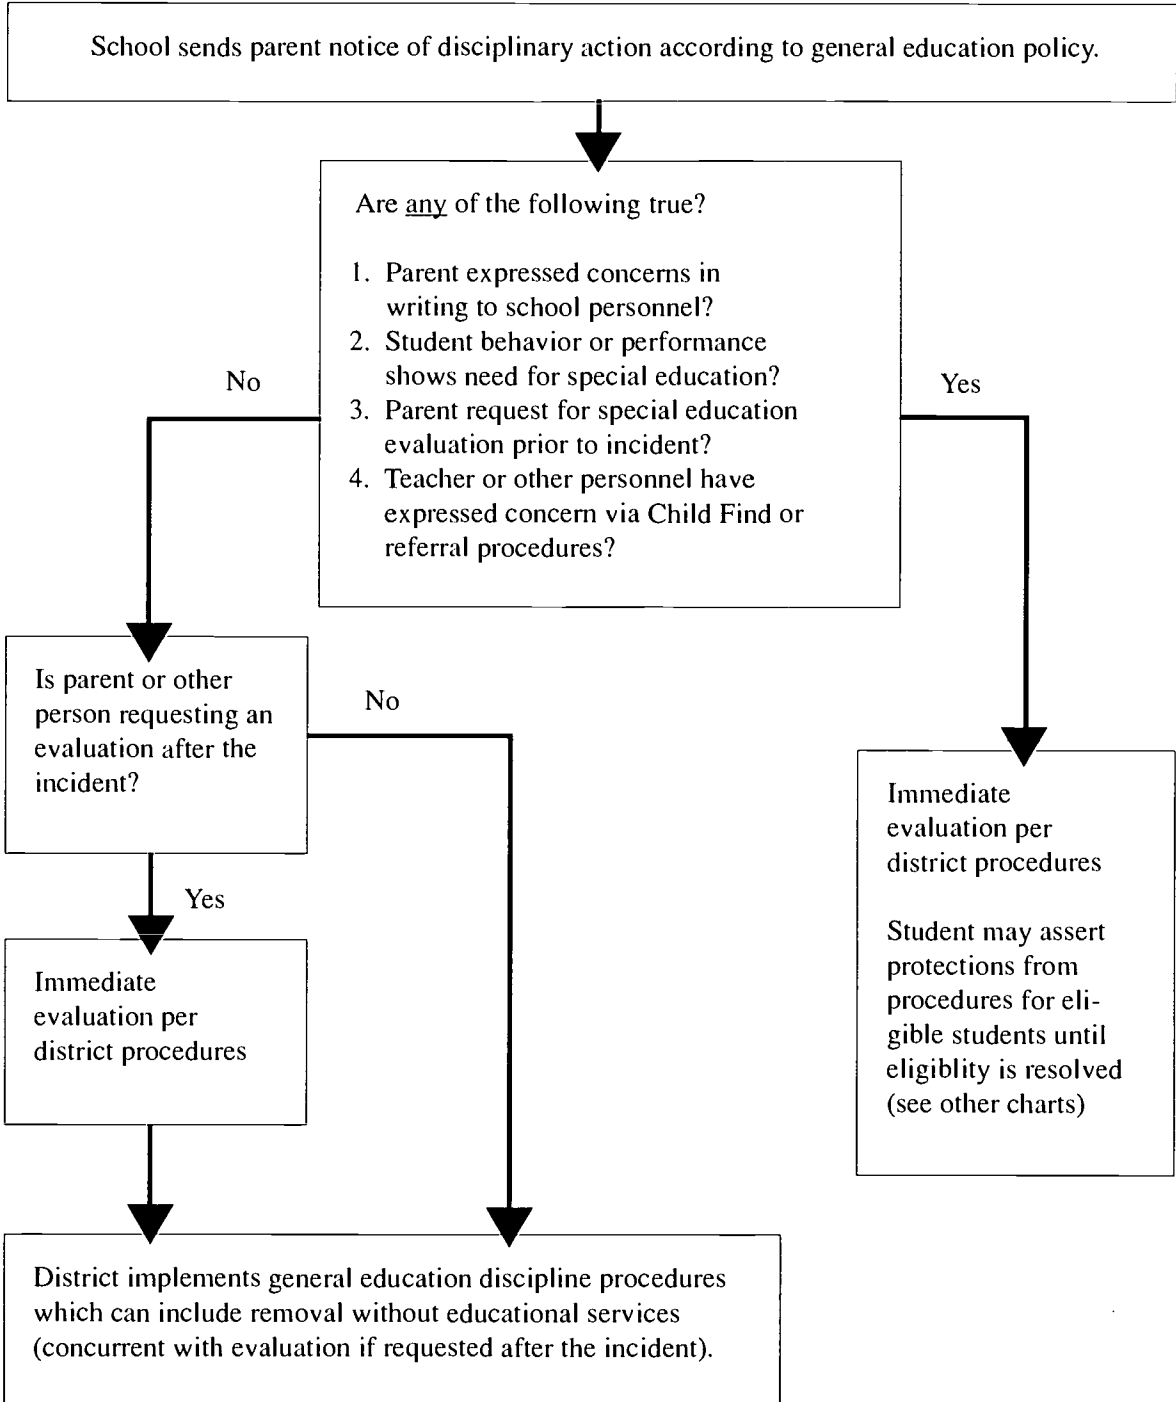 School sends parent notice of disciplinary action according to general education policy.
Are any of the following true?
1. Parent expressed concerns in
writing to school personnel?
2. Student behavior or performance
shows need for special education?
3. Parent request for special education
evaluation prior to incident?
4. Teacher or other personnel have
expressed concern via Child Find or
referral procedures?
No
Yes
Is parent or other
person requesting an
evaluation after the
incident?
No
Yes
Immediate
evaluation per
district procedures
Immediate
evaluation per
district procedures
Student may assert
protections from
procedures for eli-
gible students until
eligiblity is resolved
(see other charts)
District implements general education discipline procedures
which can include removal without educational services
(concurrent with evaluation if requested after the incident).